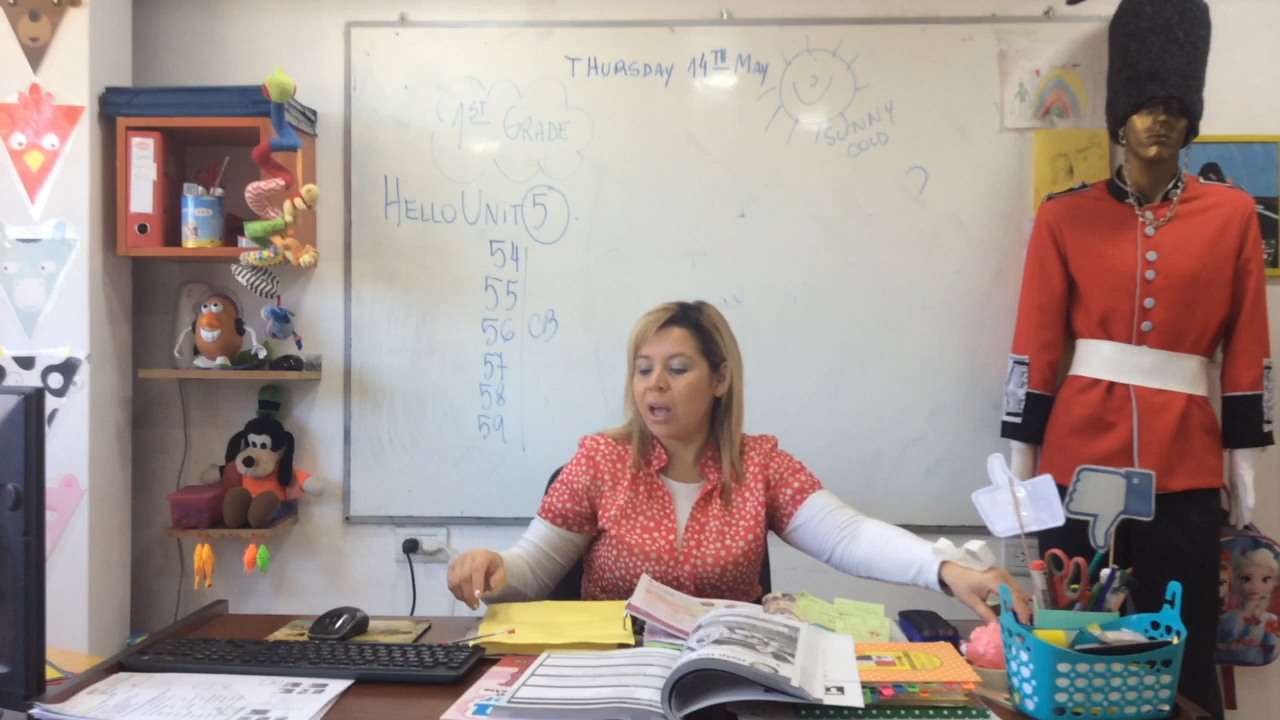 THURSDAY 14TH MAY
1ST GRADE
SUNNY
COLD
?
HELLO UNIT 5.
54
55
56 CB
57
58
59